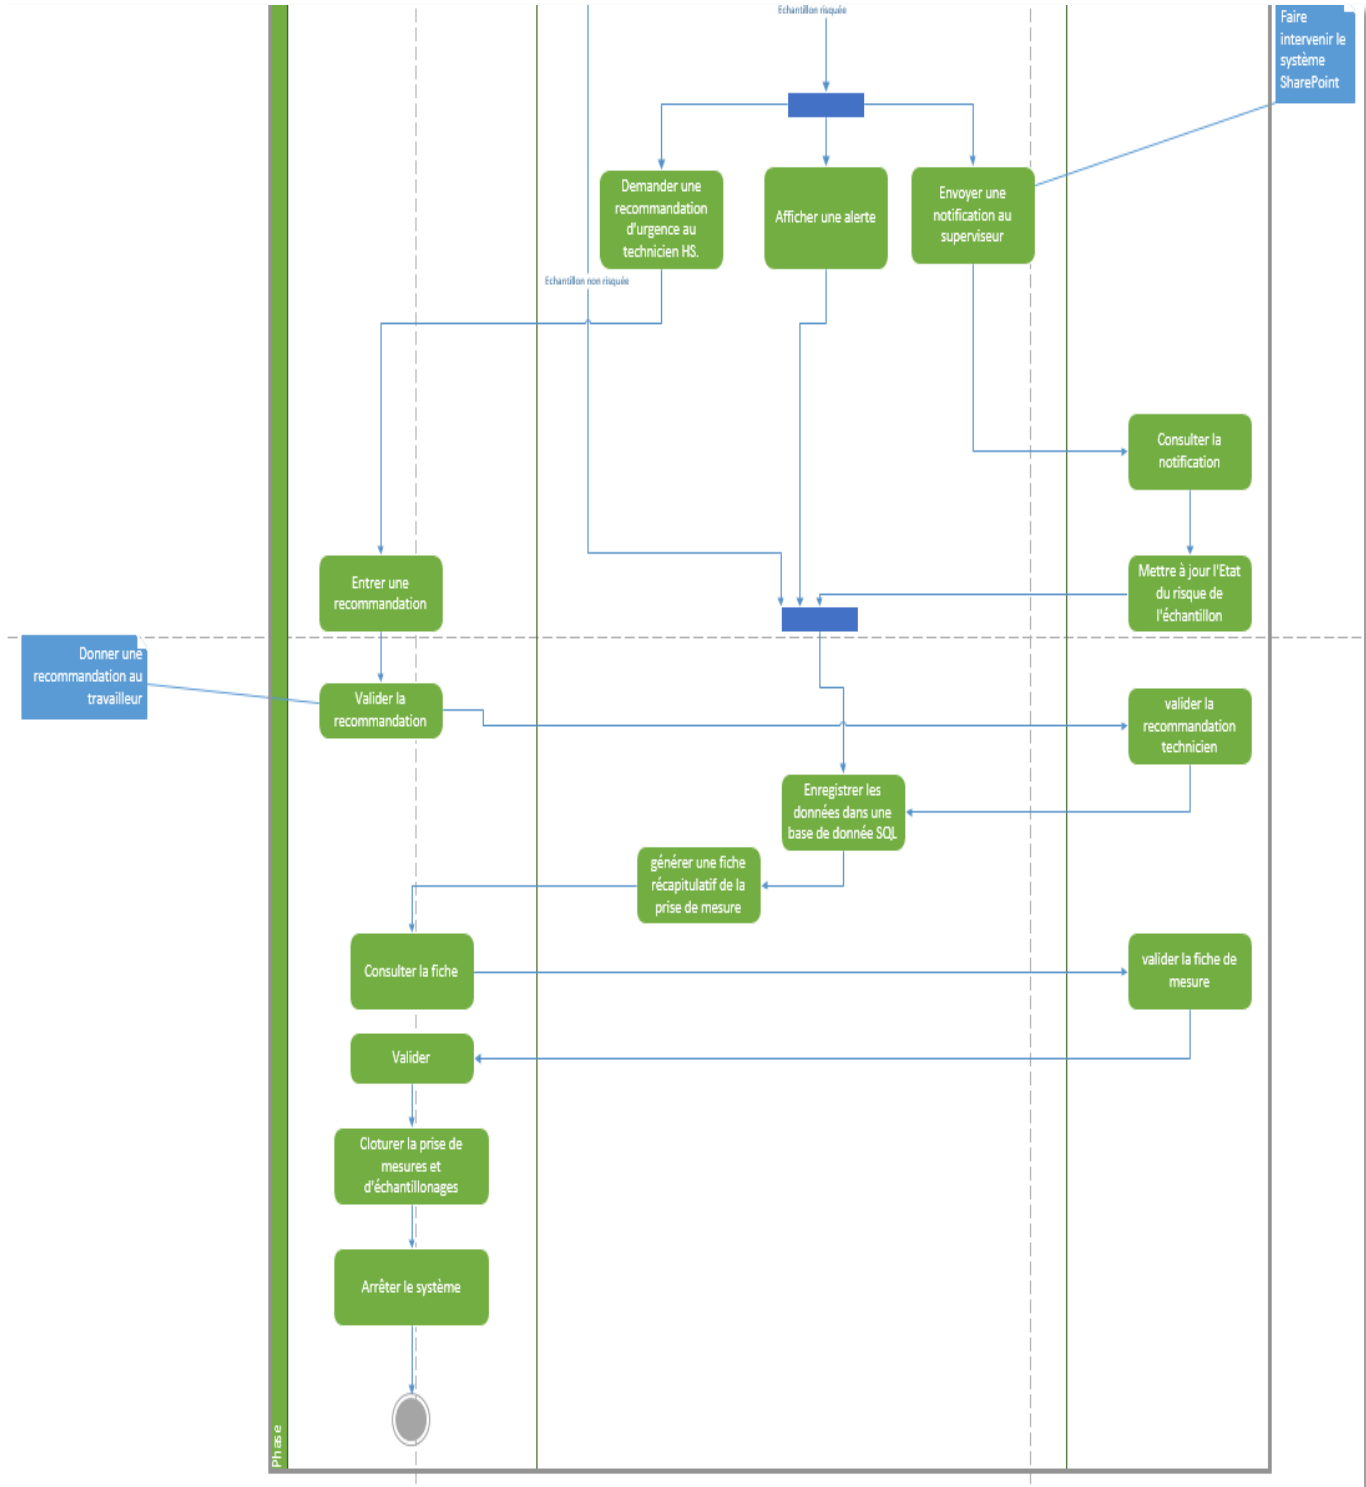 Echantillon risquée
Faire
intervenir le
système
SharePoint
Demander une
recommandation
d'urgence au
technicien HS.
Afficher une alerte
Envoyer une
notification au
superviseur
Echantillon non risquée
Consulter la
notification
Entrer une
recommandation
Mettre à jour l'Etat
du risque de
l'échantillon
Donner une
recommandation au
travailleur
Valider la
recommandation
valider la
recommandation
technicien
Enregistrer les
données dans une
base de donnée SQL
générer une fiche
récapitulatif de la
prise de mesure
Consulter la fiche
valider la fiche de
mesure
Valider
Cloturer la prise de
mesures et
d'échantillonages
Arrêter le système
Phase